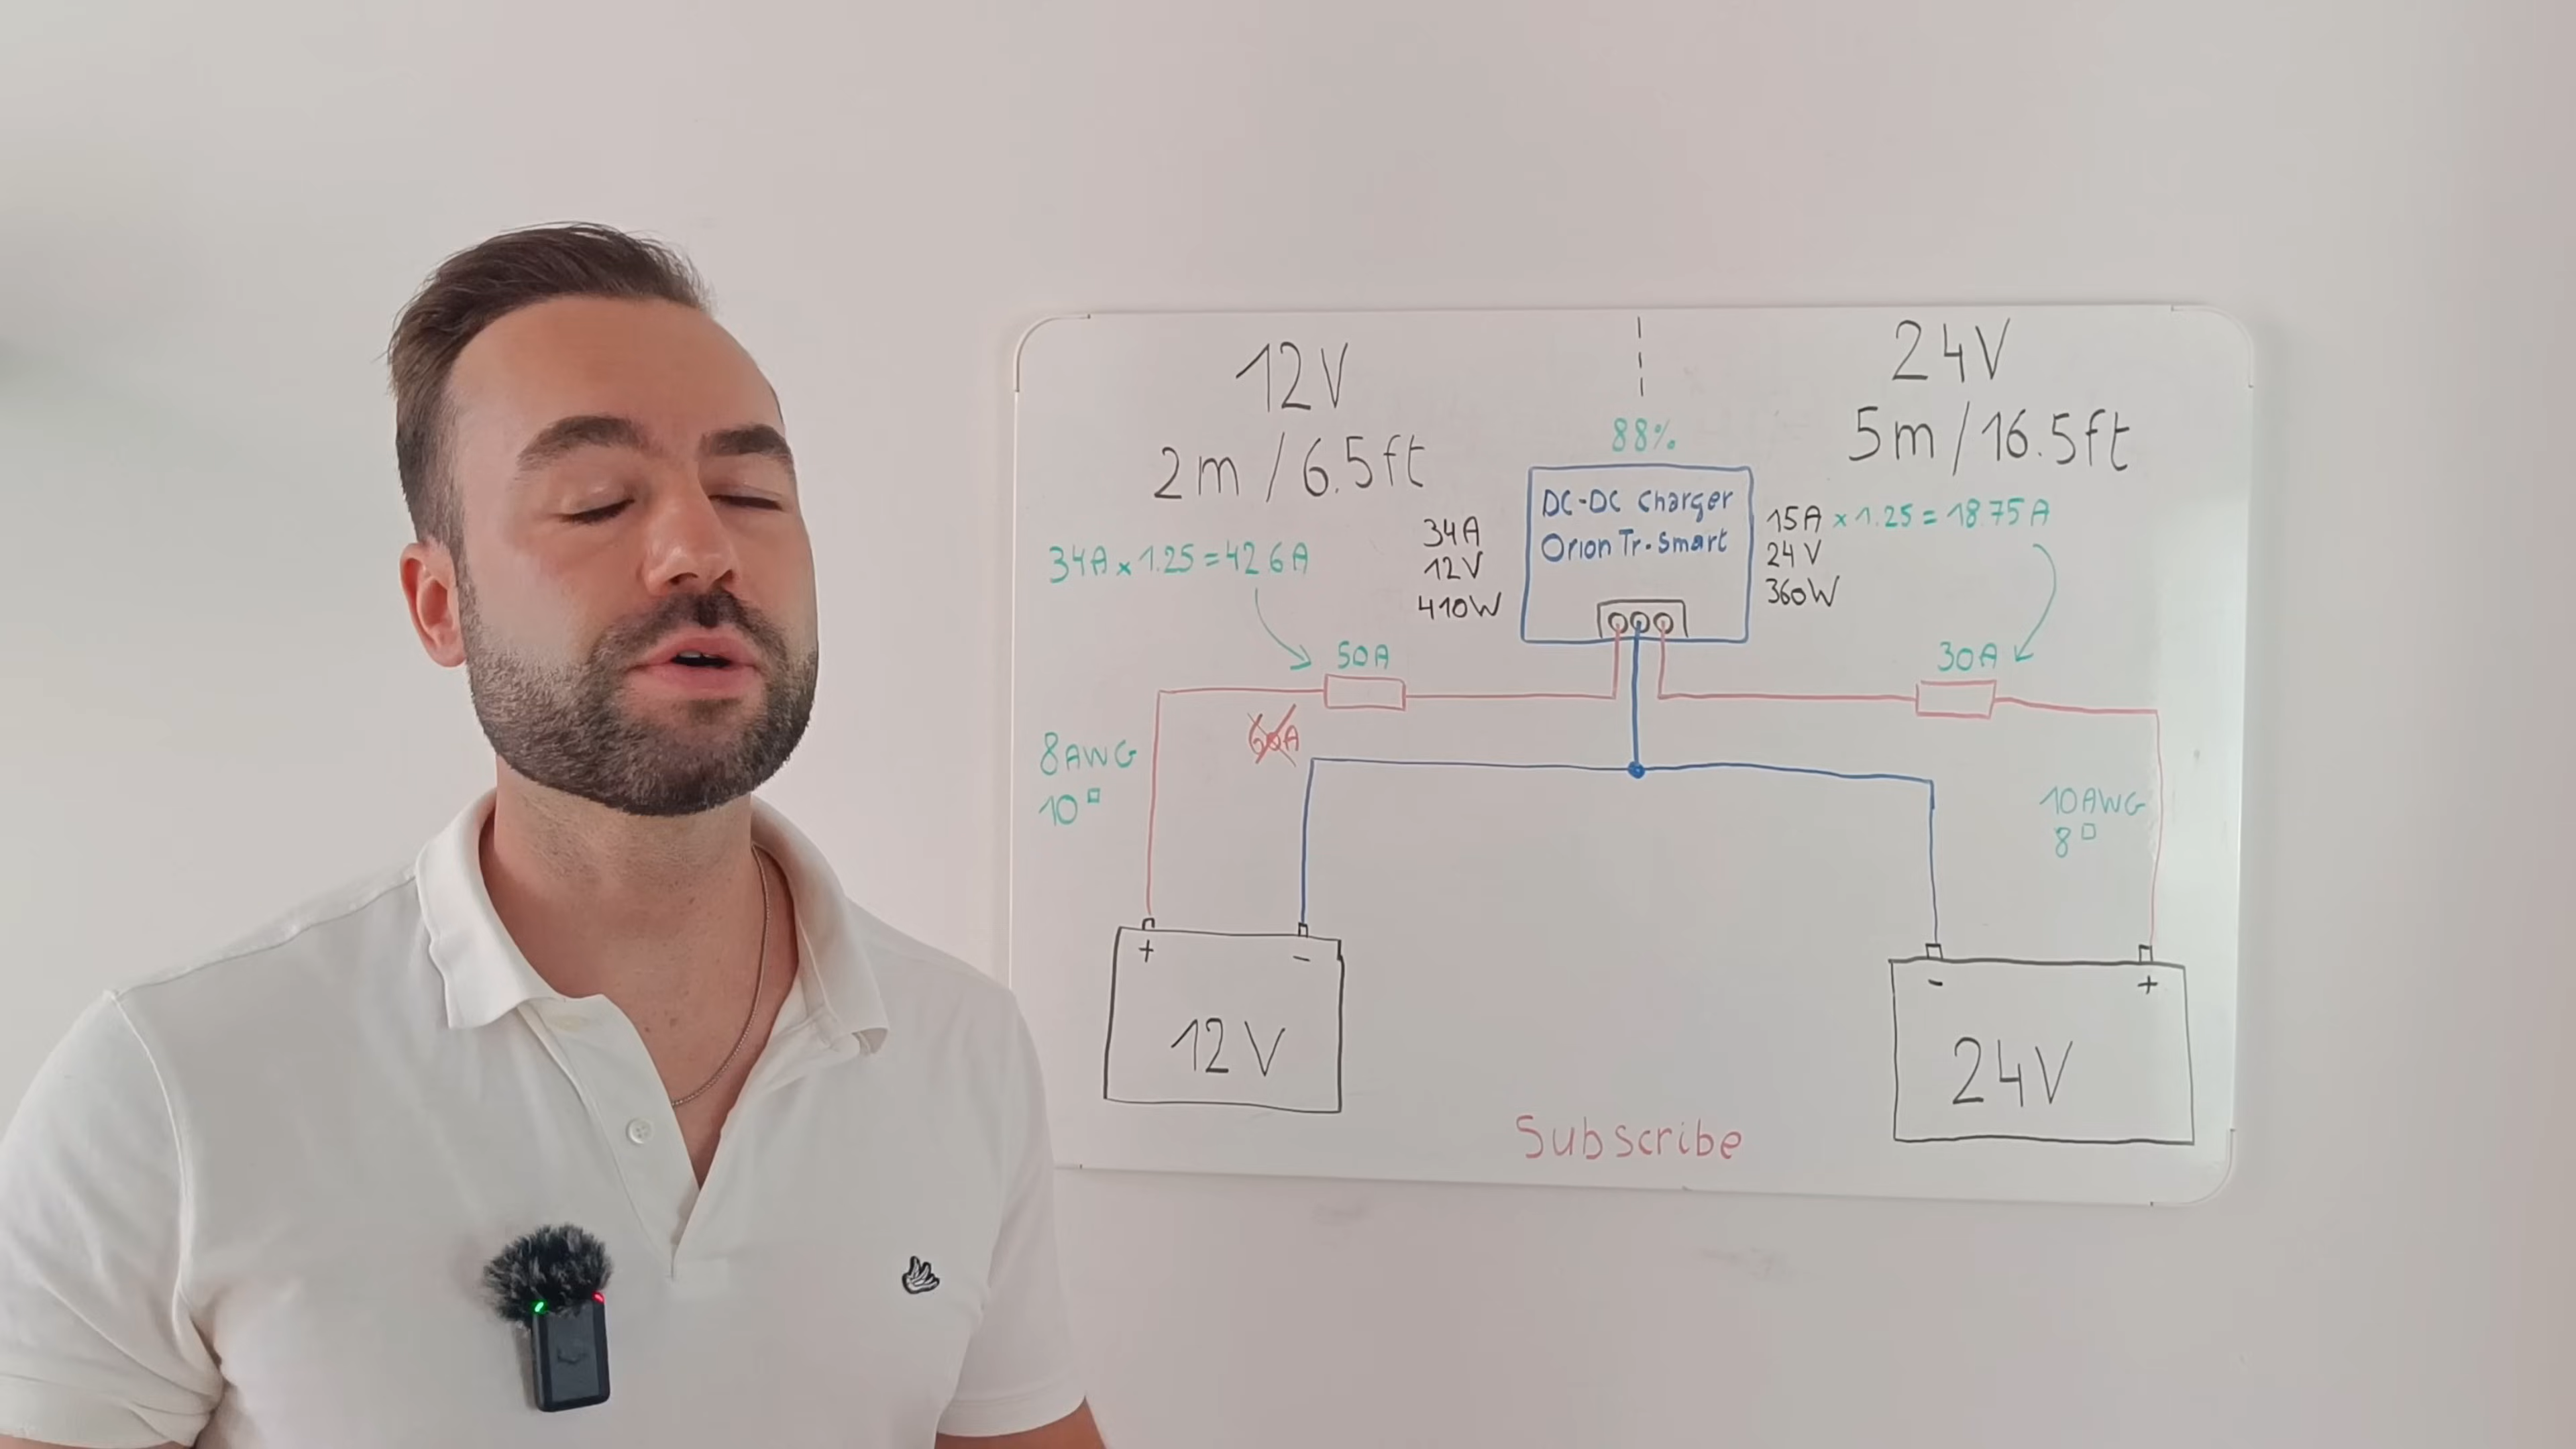 12V
2m / 6.5ft
24V
5m / 16.5ft
88%
DC-DC Charger
Orion Tr-Smart
34A
12V
410W
15A x 1.25 = 18.75A
24V
360W
34A x 1.25 = 42.6A
50A
30A
60A
8AWG
10□
10AWG
8□
+ -
12V
- +
24V
Subscribe